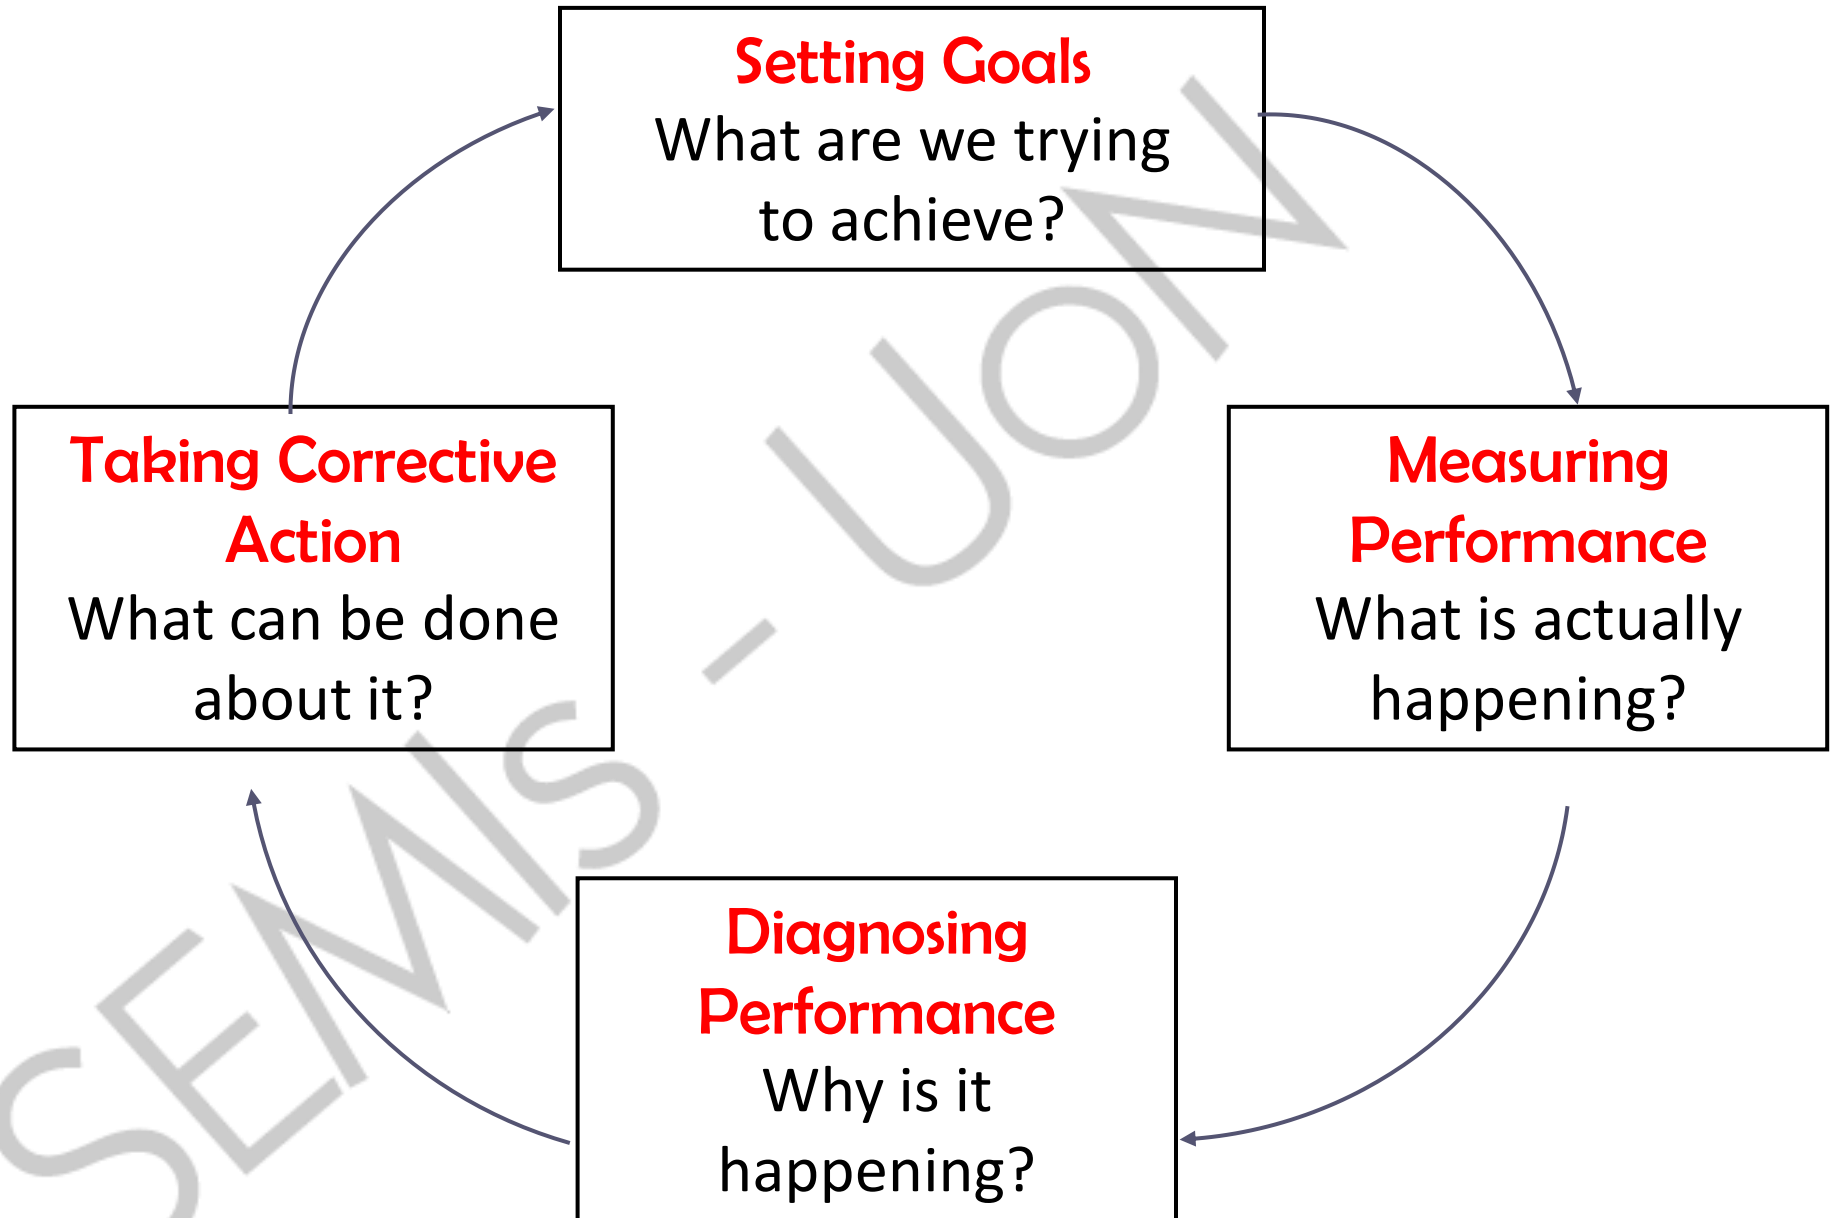 Setting Goals
What are we trying
to achieve?
Taking Corrective
Action
What can be done
about it?
Measuring
Performance
What is actually
happening?
Diagnosing
Performance
Why is it
happening?
SEMIs - UON